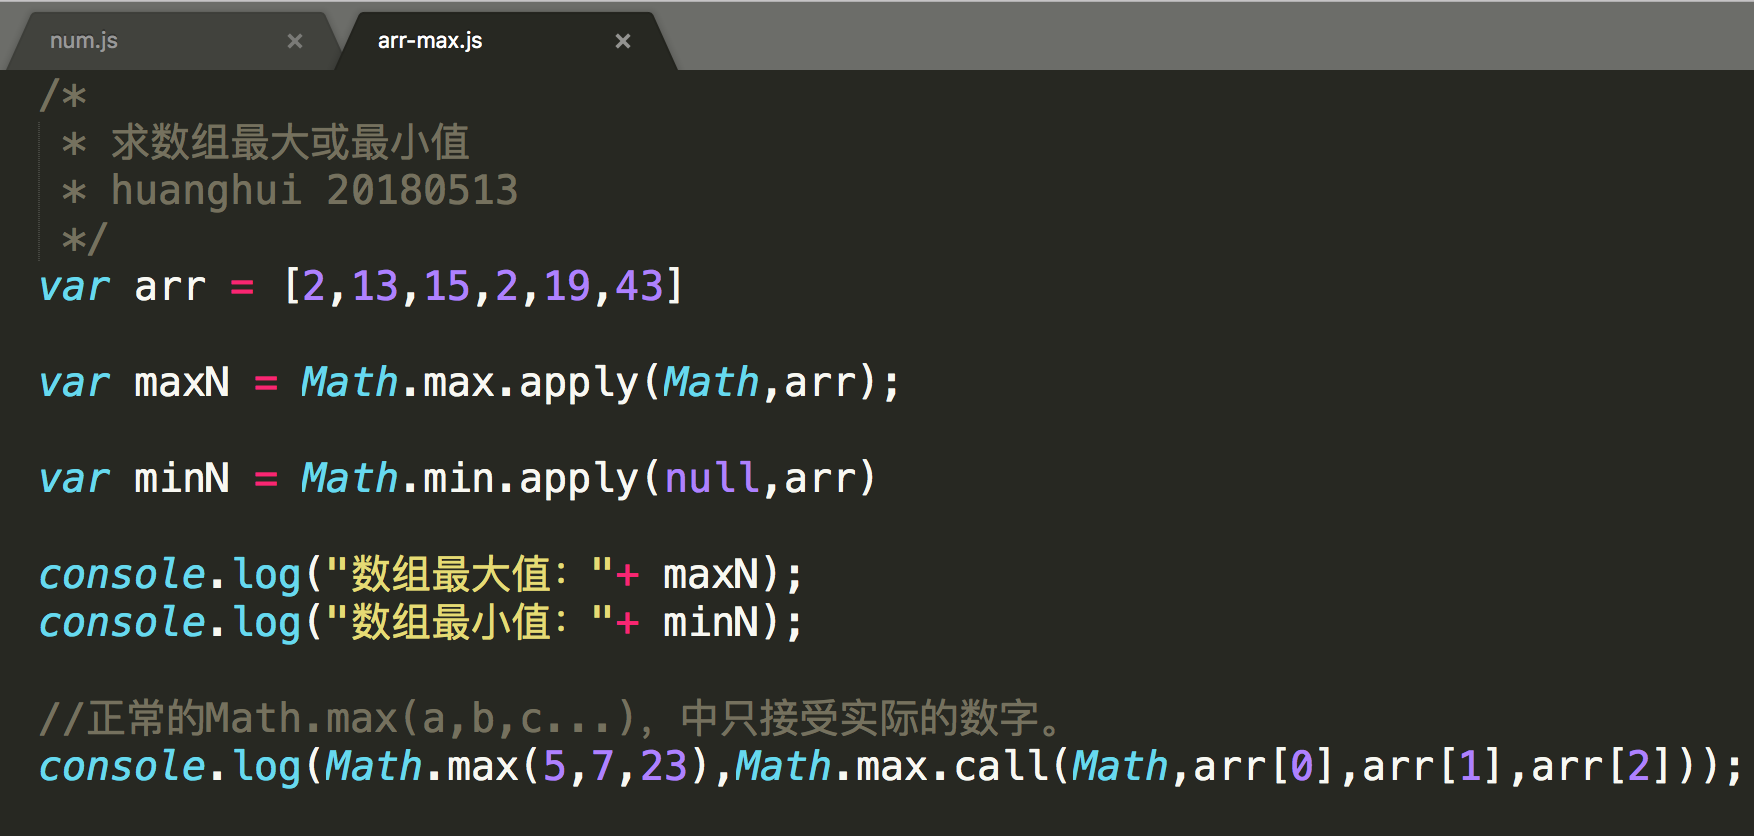 num.js × arr-max.js ×
/*
 * 求数组最大或最小值
 * huanghui 20180513
 */
var arr = [2,13,15,2,19,43]
var maxN = Math.max.apply(Math,arr);
var minN = Math.min.apply(null,arr)
console.log("数组最大值："+ maxN);
console.log("数组最小值："+ minN);
//正常的Math.max(a,b,c...)，中只接受实际的数字。
console.log(Math.max(5,7,23),Math.max.call(Math,arr[0],arr[1],arr[2]));